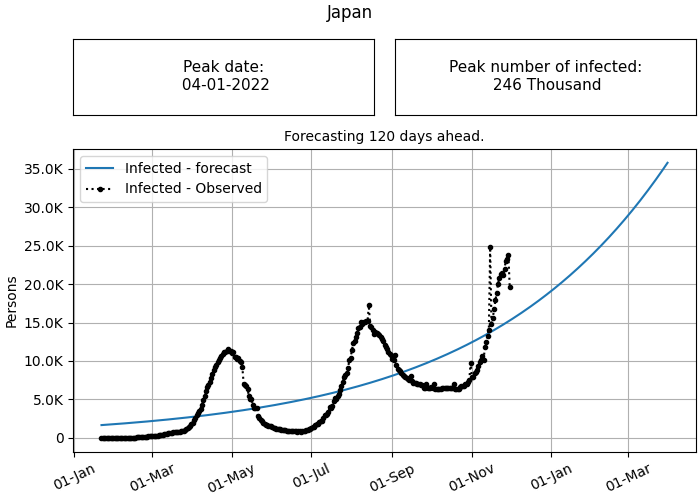 Japan
Peak date:
04-01-2022
Peak number of infected:
246 Thousand
Forecasting 120 days ahead.
Infected - forecast
Infected - Observed
35.0K
30.0K
25.0K
20.0K
15.0K
10.0K
5.0K
0
Persons
01-Jan
01-Mar
01-May
01-Jul
01-Sep
01-Nov
01-Jan
01-Mar